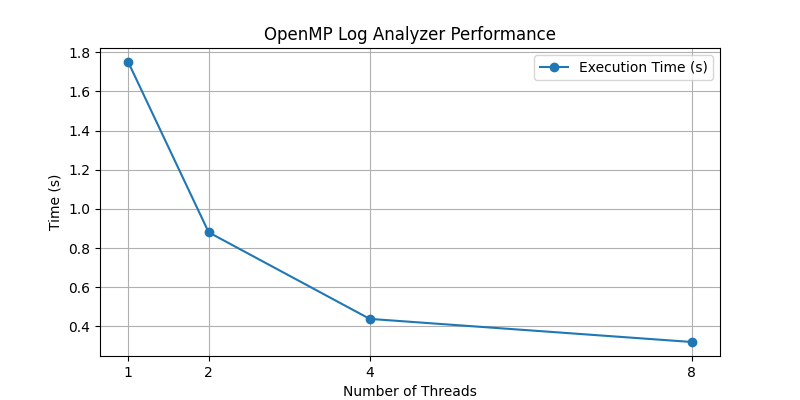 OpenMP Log Analyzer Performance
Execution Time (s)
1.8
1.6
1.4
1.2
1.0
0.8
0.6
0.4
Time (s)
1 2 4 8
Number of Threads